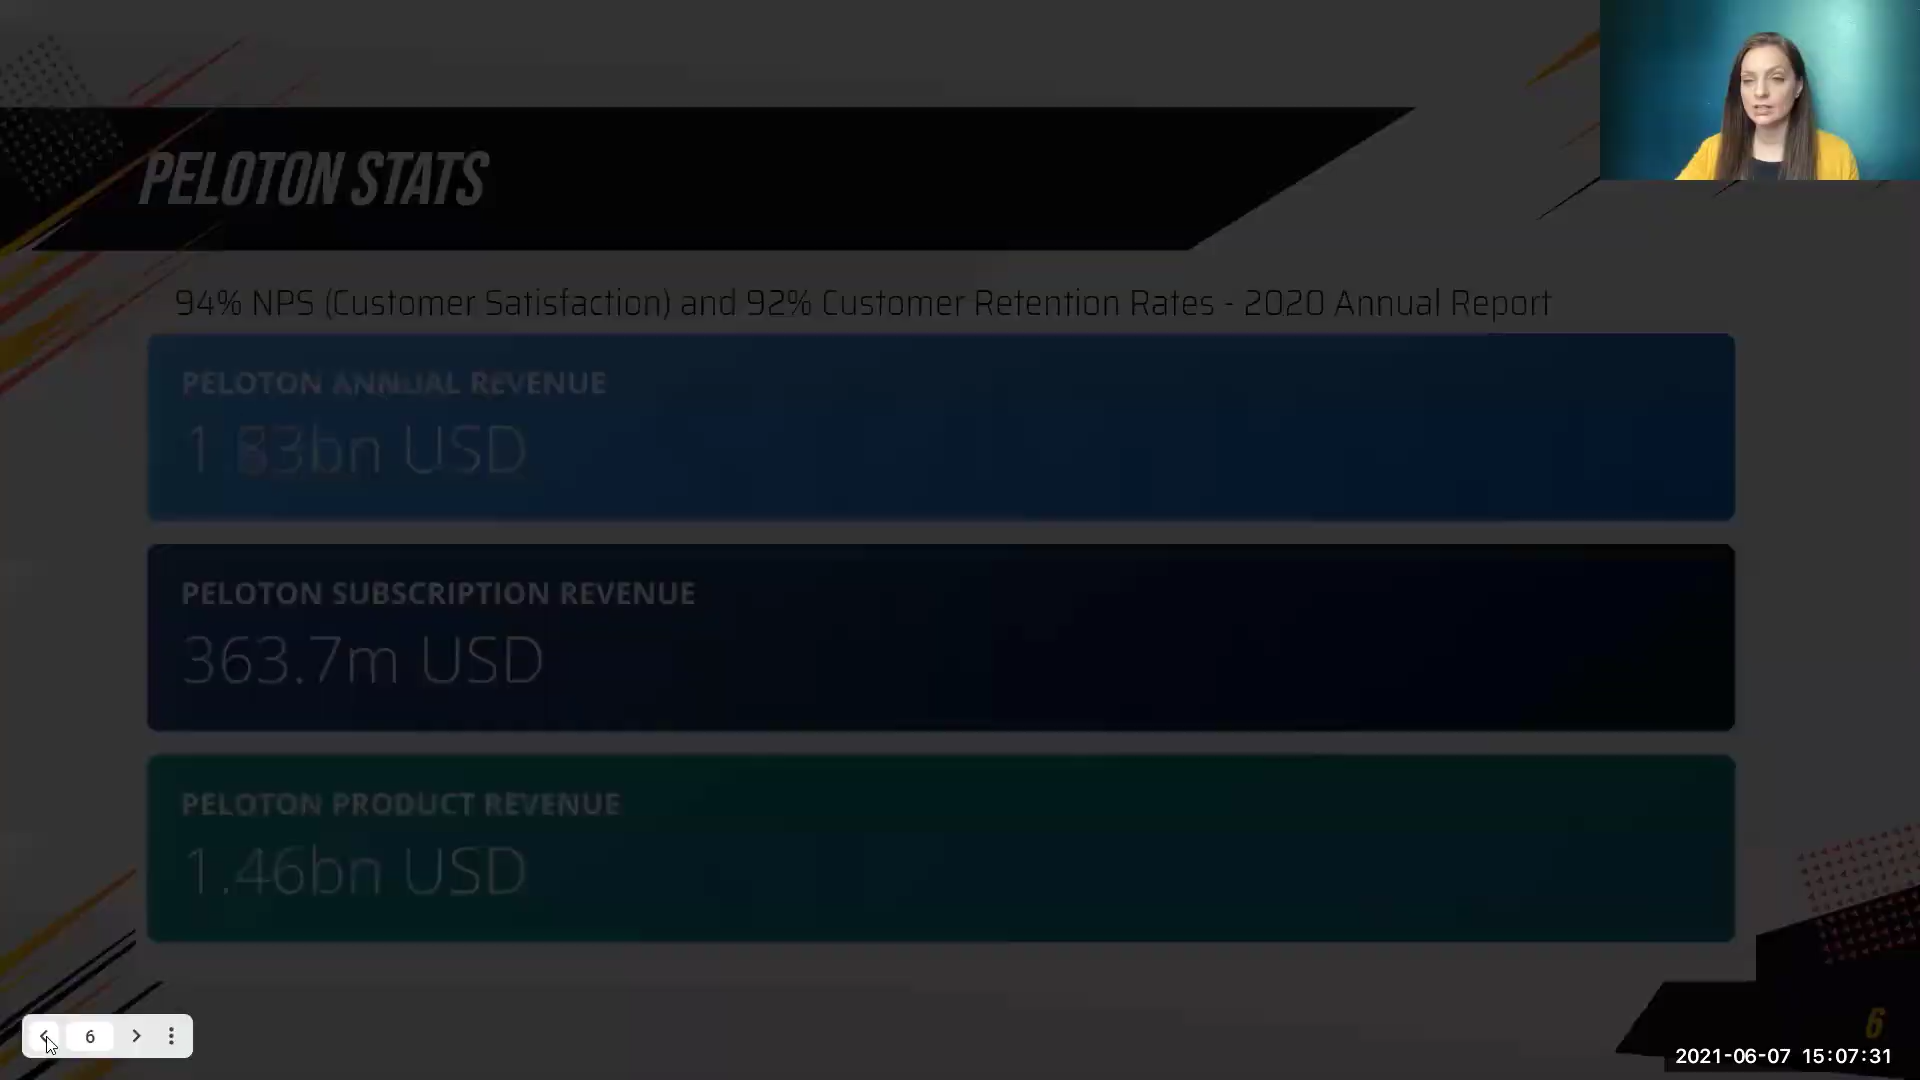 PELOTON STATS
94% NPS (Customer Satisfaction) and 92% Customer Retention Rates - 2020 Annual Report
PELOTON ANNUAL REVENUE
1.83bn USD
PELOTON SUBSCRIPTION REVENUE
363.7m USD
PELOTON PRODUCT REVENUE
1.46bn USD
6
6
2021-06-07 15:07:31